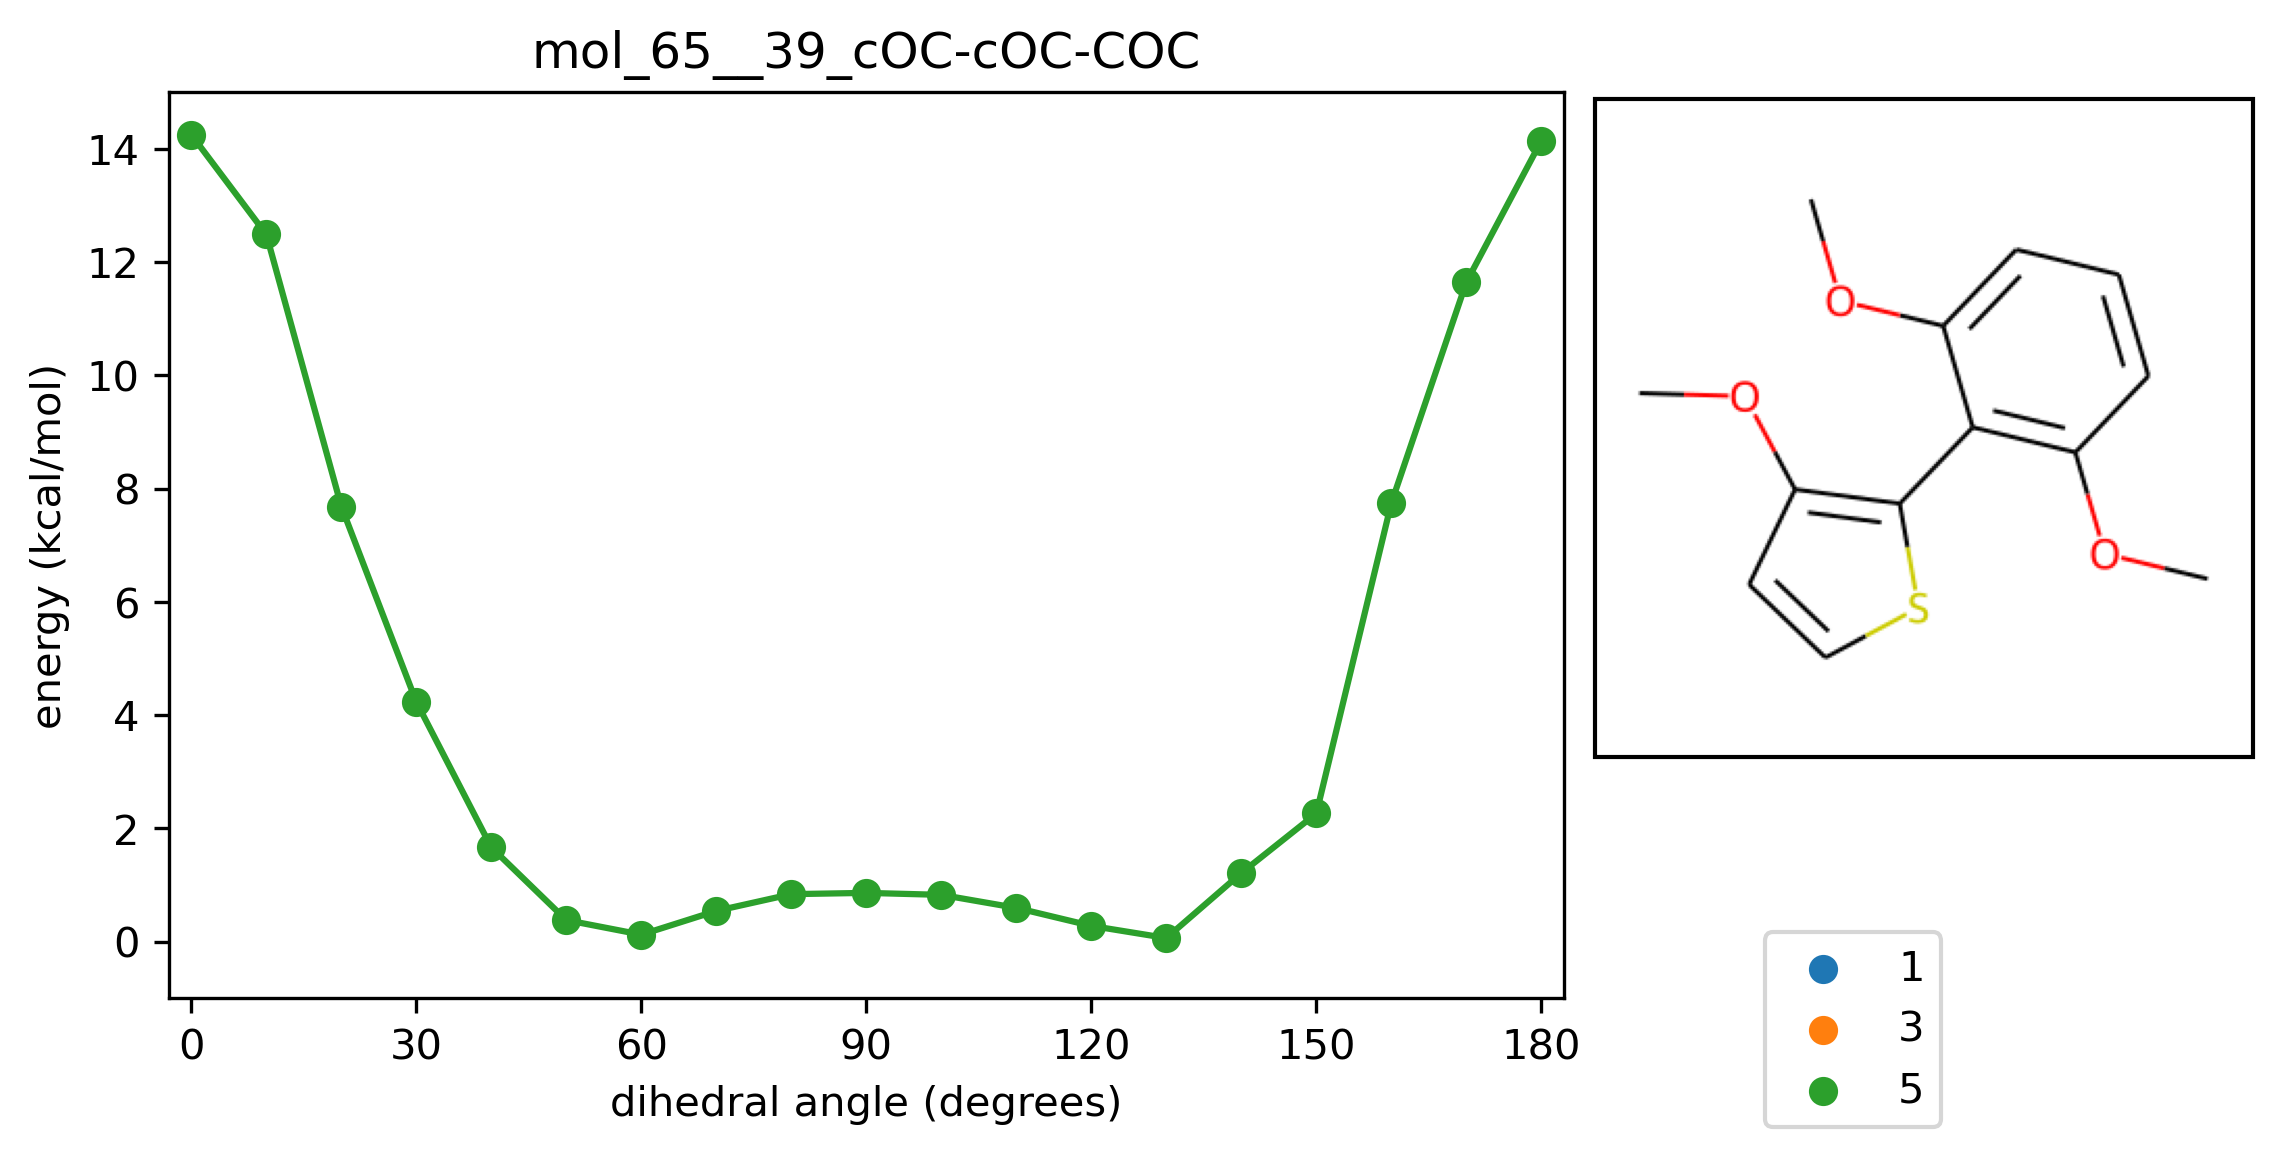 mol_65__39_cOC-cOC-COC
energy (kcal/mol)
14
12
10
8
6
4
2
0
0 30 60 90 120 150 180
dihedral angle (degrees)
O
O
O
S
1
3
5